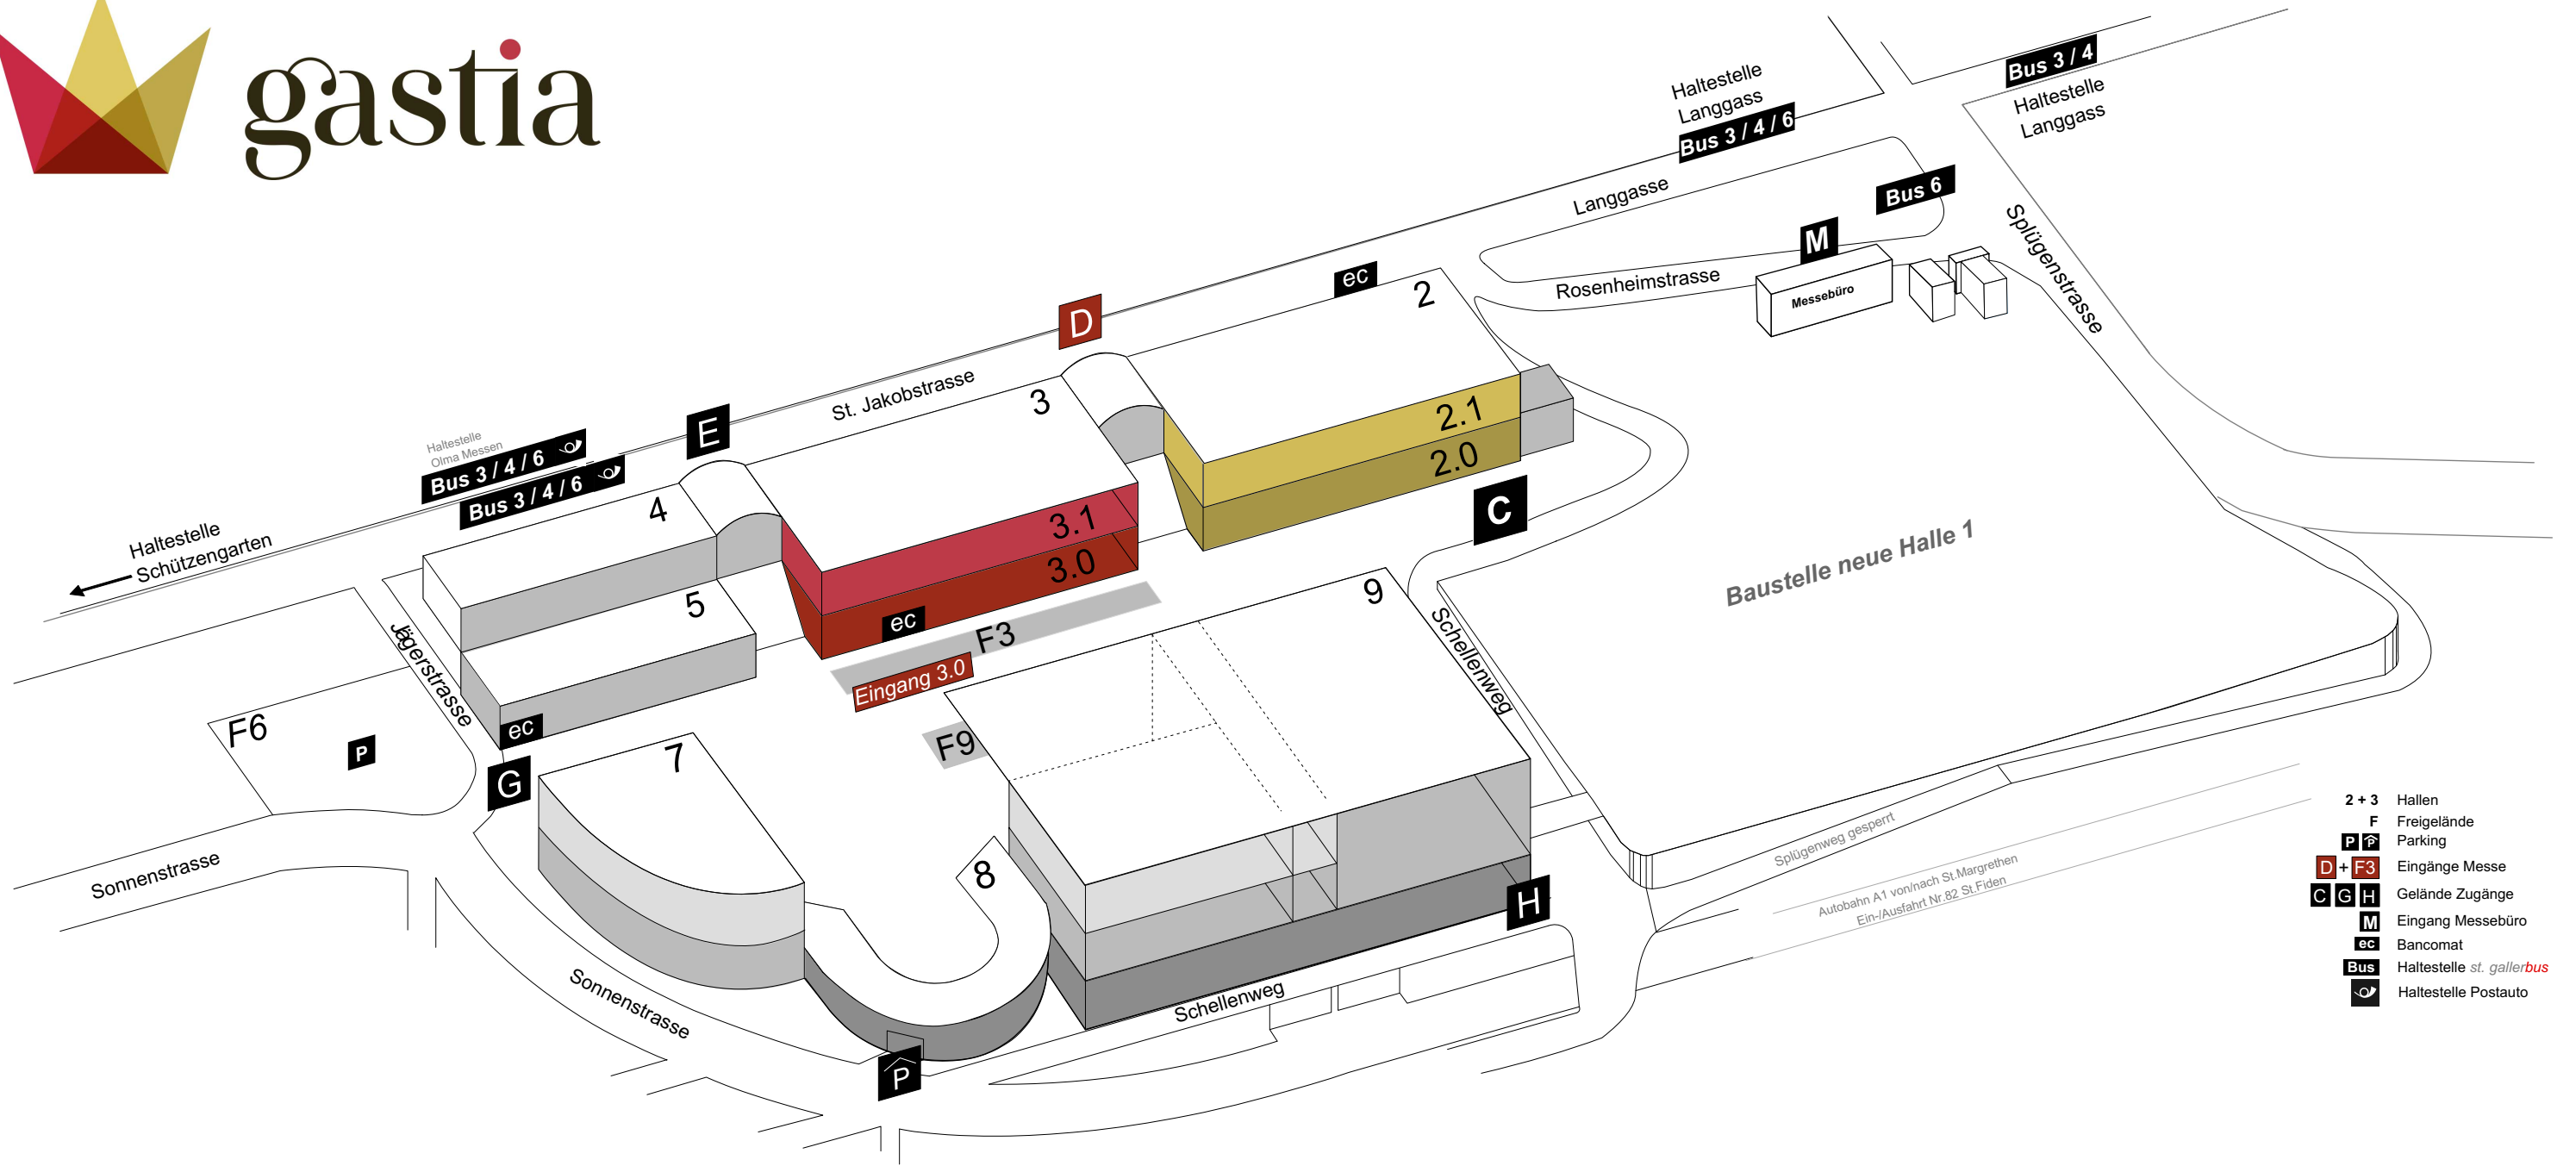 gastia
Haltestelle
Langgass
Bus 3 / 4 / 6
Bus 3 / 4
Haltestelle
Langgass
Langgasse
Bus 6
Splügenstrasse
M
Messebüro
Rosenheimstrasse
ec
2
D
St. Jakobstrasse
3
E
2.1
2.0
C
Haltestelle
Olma Messen
Bus 3 / 4 / 6
Bus 3 / 4 / 6
Haltestelle
Schützengarten
4
3.1
3.0
ec
5
F3
Eingang 3.0
9
Schellenweg
Baustelle neue Halle 1
Jägerstrasse
F6
P
ec
G
7
F9
8
H
Sonnenstrasse
Sonnenstrasse
Schellenweg
P
Splügenweg gesperrt
Autobahn A1 von/nach St.Margrethen
Ein-/Ausfahrt Nr.82 St.Fiden
2 + 3 Hallen
F Freigelände
P P Parking
D + F3 Eingänge Messe
C G H Gelände Zugänge
M Eingang Messebüro
ec Bancomat
Bus Haltestelle st. gallerbus
Haltestelle Postauto